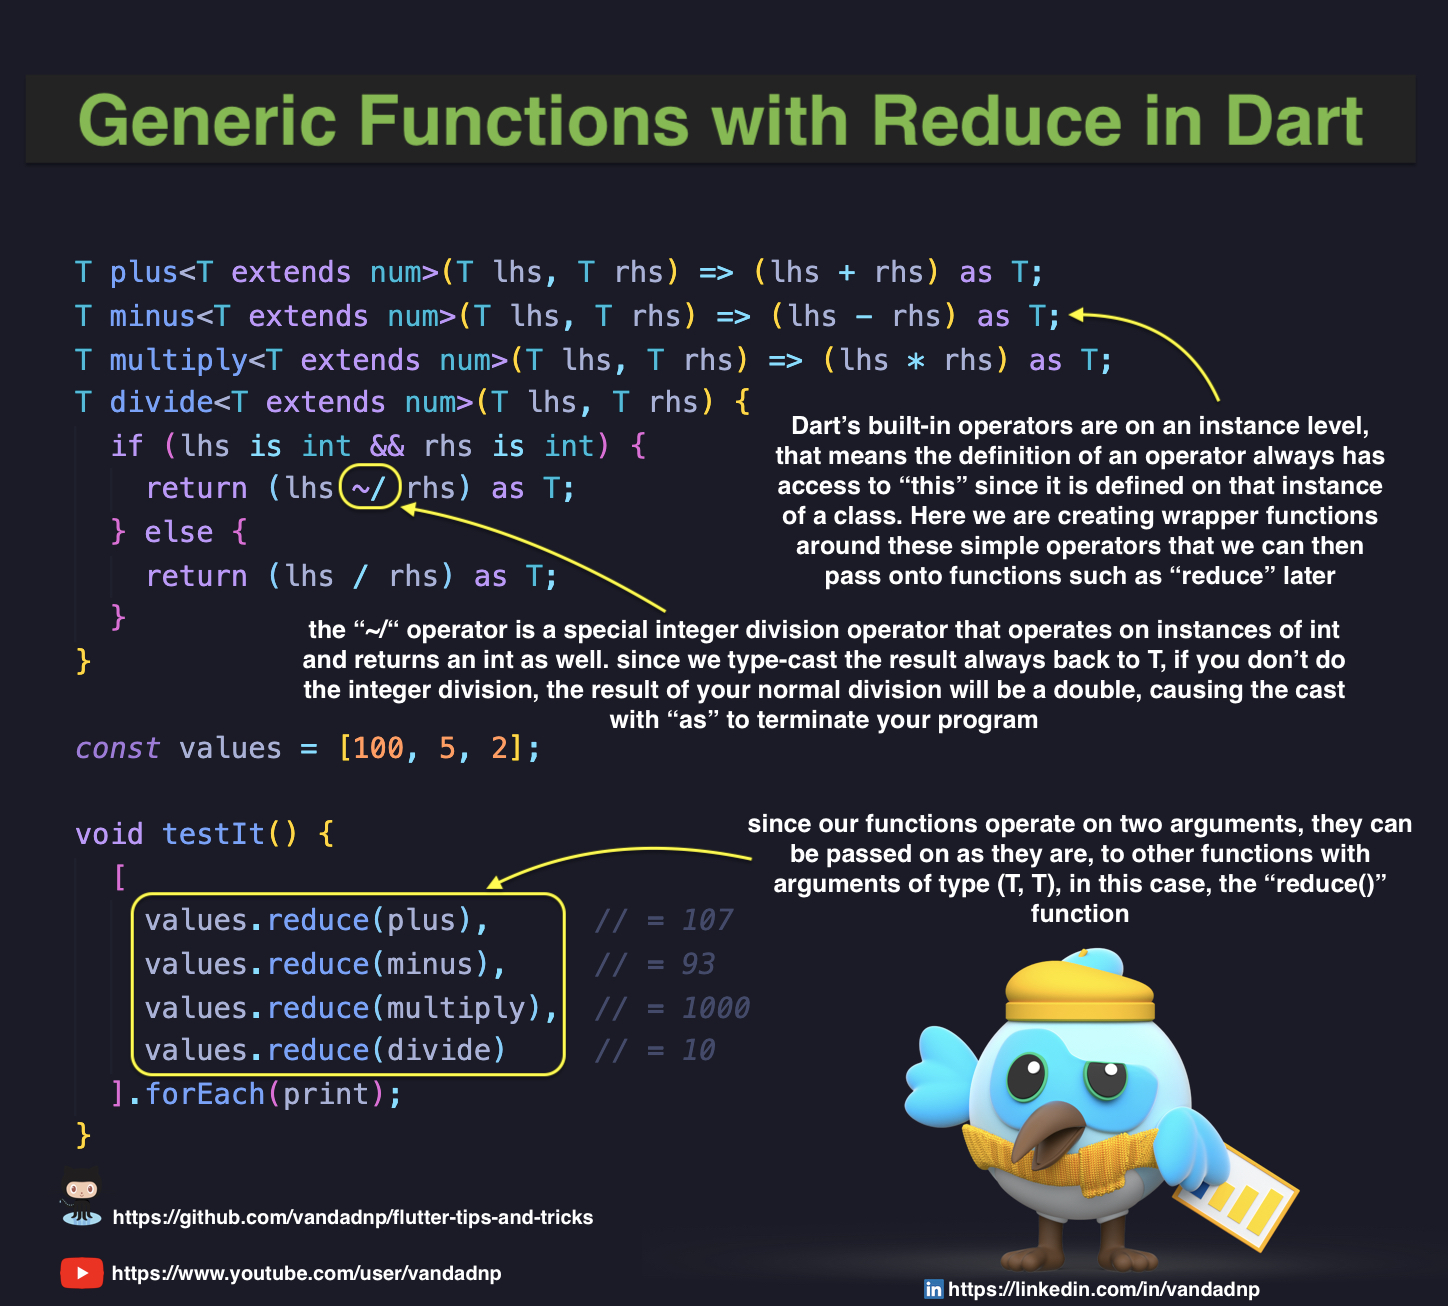 Generic Functions with Reduce in Dart
T plus<T extends num>(T lhs, T rhs) => (lhs + rhs) as T;
T minus<T extends num>(T lhs, T rhs) => (lhs - rhs) as T;
T multiply<T extends num>(T lhs, T rhs) => (lhs * rhs) as T;
T divide<T extends num>(T lhs, T rhs) {
  if (lhs is int && rhs is int) {
    return (lhs ~/ rhs) as T;
  } else {
    return (lhs / rhs) as T;
  }
}
Dart’s built-in operators are on an instance level,
that means the definition of an operator always has
access to “this” since it is defined on that instance
of a class. Here we are creating wrapper functions
around these simple operators that we can then
pass onto functions such as “reduce” later
the “~/“ operator is a special integer division operator that operates on instances of int
and returns an int as well. since we type-cast the result always back to T, if you don’t do
the integer division, the result of your normal division will be a double, causing the cast
with “as” to terminate your program
const values = [100, 5, 2];
void testIt() {
  [
    values.reduce(plus),     // = 107
    values.reduce(minus),     // = 93
    values.reduce(multiply),  // = 1000
    values.reduce(divide)     // = 10
  ].forEach(print);
}
since our functions operate on two arguments, they can
be passed on as they are, to other functions with
arguments of type (T, T), in this case, the “reduce()”
function
https://github.com/vandadnp/flutter-tips-and-tricks
https://www.youtube.com/user/vandadnp
in https://linkedin.com/in/vandadnp